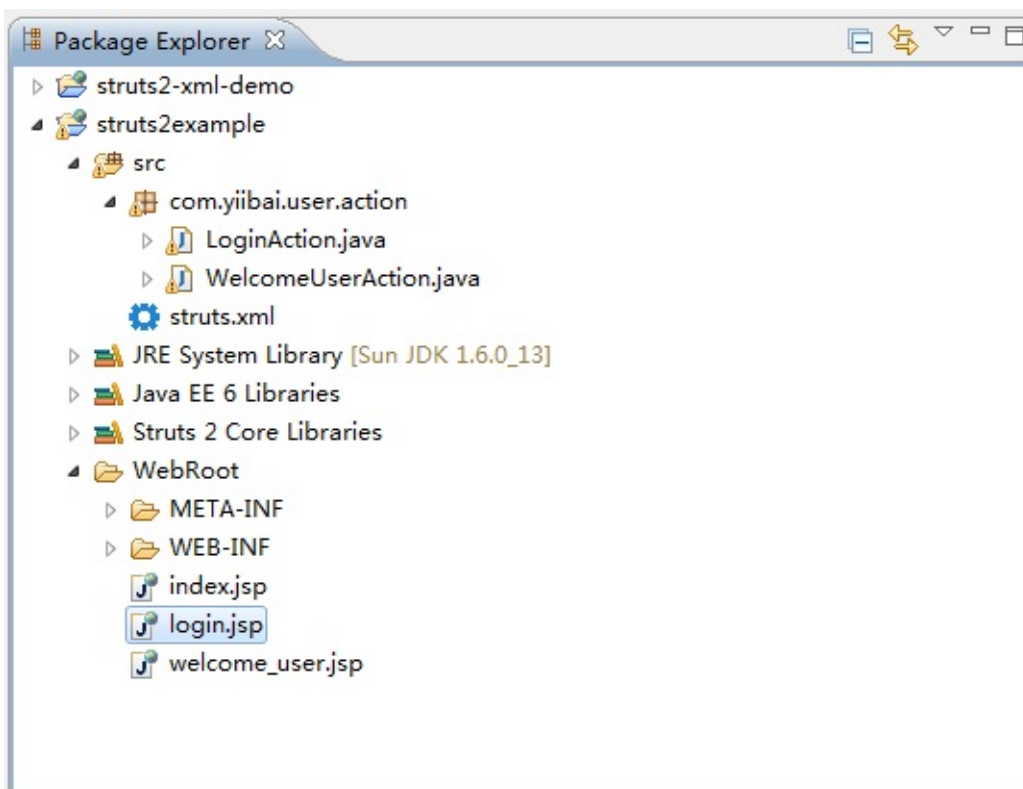 Package Explorer
struts2-xml-demo
struts2example
src
com.yiibai.user.action
LoginAction.java
WelcomeUserAction.java
struts.xml
JRE System Library [Sun JDK 1.6.0_13]
Java EE 6 Libraries
Struts 2 Core Libraries
WebRoot
META-INF
WEB-INF
index.jsp
login.jsp
welcome_user.jsp